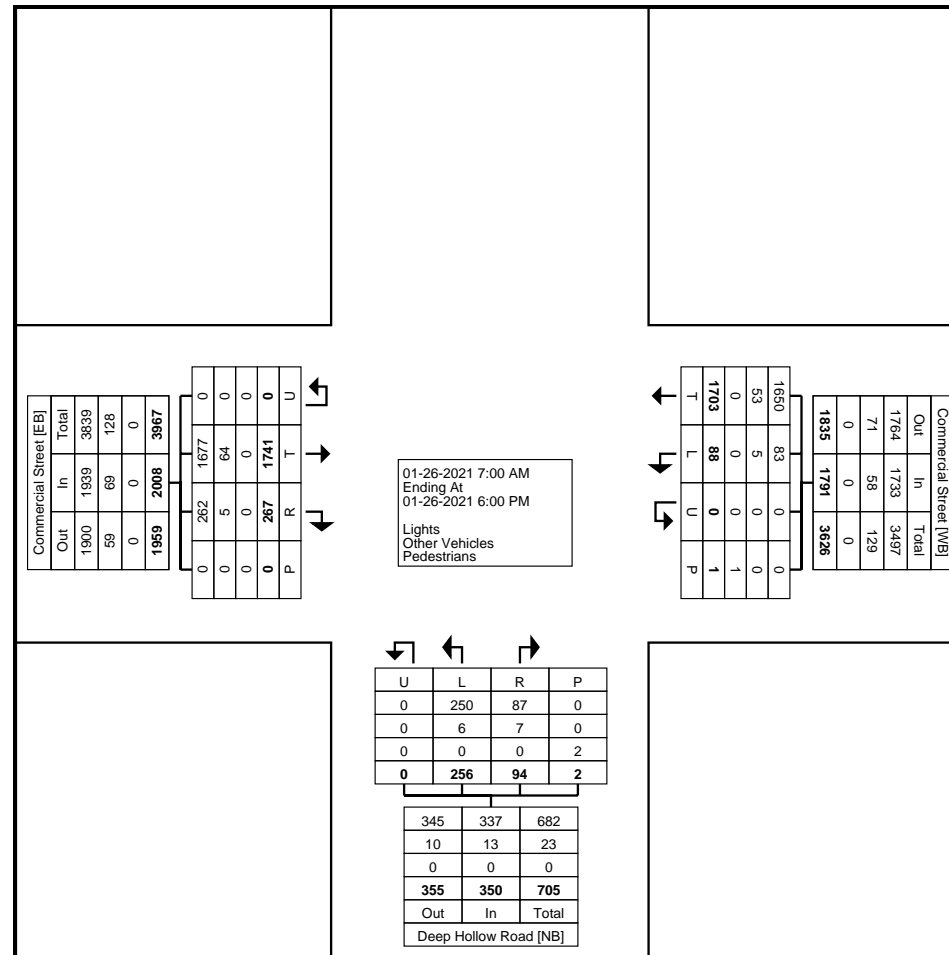 Commercial Street [EB]
Total 3839 128 0 3967
In 1939 69 0 2008
Out 1900 59 0 1959
0 0 0 0 U
1677 64 0 1741 T
262 5 0 267 R
0 0 0 0 P
01-26-2021 7:00 AM
Ending At
01-26-2021 6:00 PM
Lights
Other Vehicles
Pedestrians
T 1703 0 53 1650
L 88 0 5 83
U 0 0 0 0
P 1 1 0 0
Commercial Street [WB]
Out 1764 71 0 1835
In 1733 58 0 1791
Total 3497 129 0 3626
U L R P
0 250 87 0
0 6 7 0
0 0 0 2
0 256 94 2
345 337 682
10 13 23
0 0 0
355 350 705
Out In Total
Deep Hollow Road [NB]